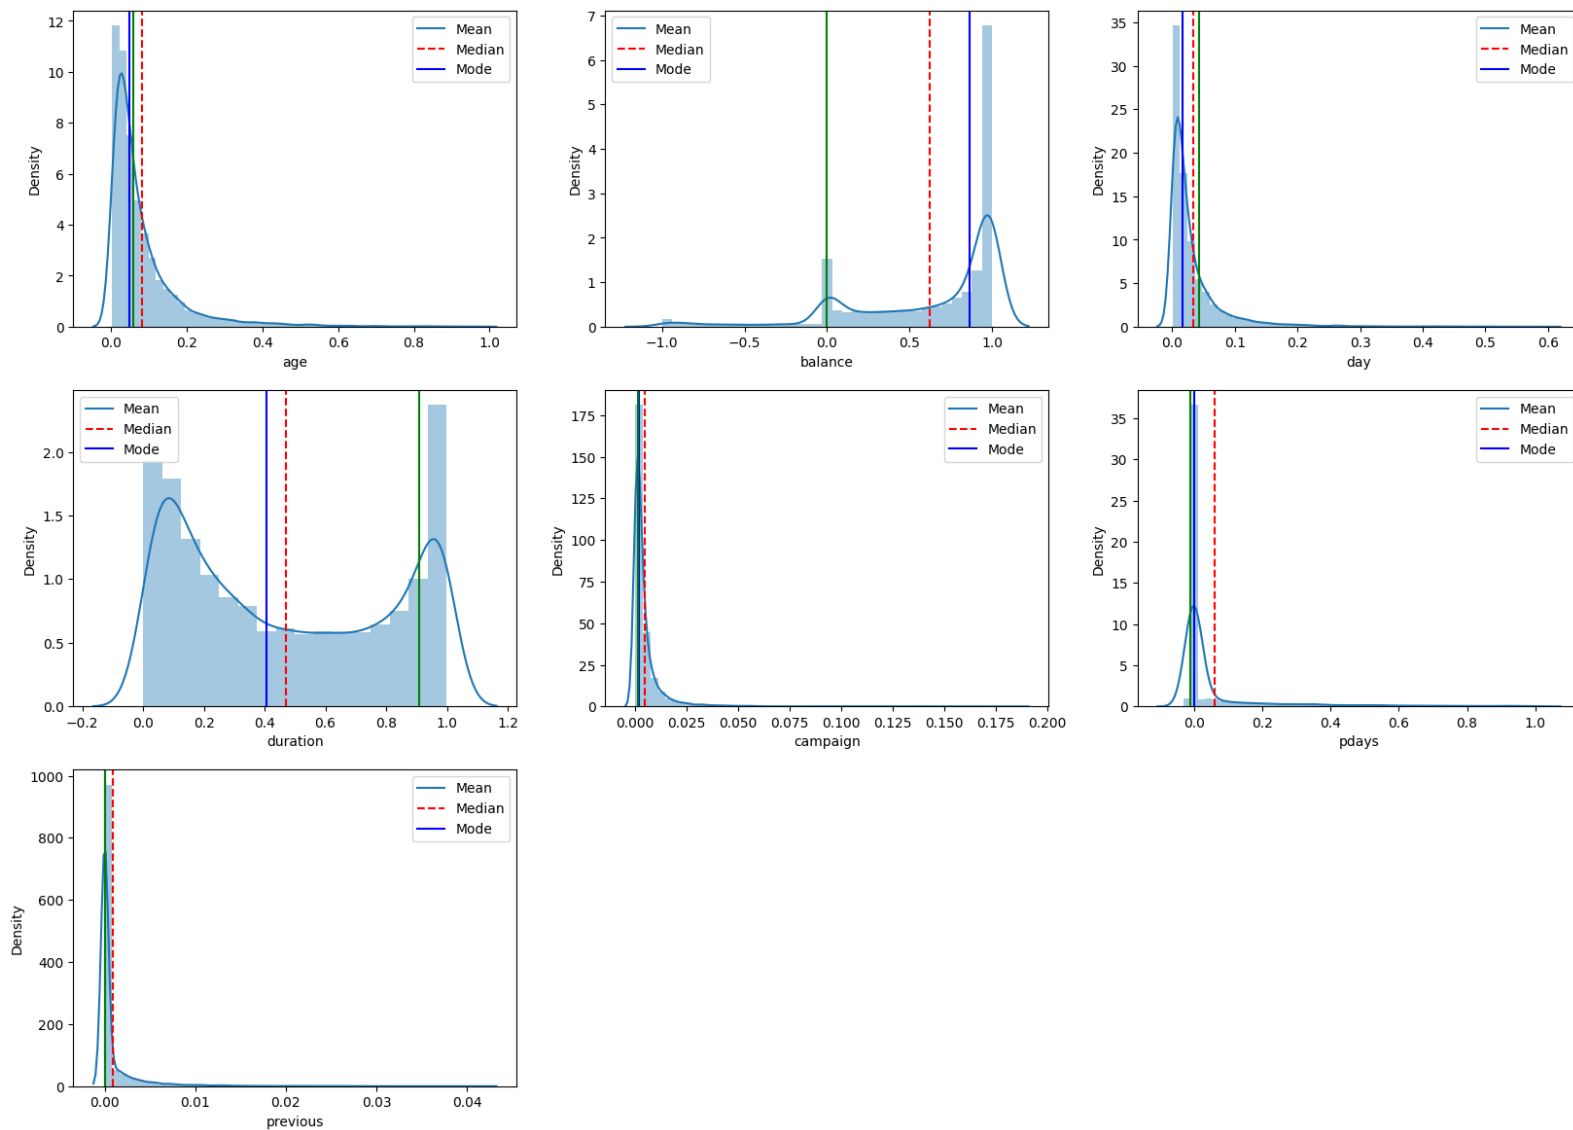 12
10
8
6
4
2
0
Density
0.0 0.2 0.4 0.6 0.8 1.0
age
Mean
Median
Mode
7
6
5
4
3
2
1
0
Density
−1.0 −0.5 0.0 0.5 1.0
balance
Mean
Median
Mode
35
30
25
20
15
10
5
0
Density
0.0 0.1 0.2 0.3 0.4 0.5 0.6
day
Mean
Median
Mode
2.0
1.5
1.0
0.5
0.0
Density
−0.2 0.0 0.2 0.4 0.6 0.8 1.0 1.2
duration
Mean
Median
Mode
175
150
125
100
75
50
25
0
Density
0.000 0.025 0.050 0.075 0.100 0.125 0.150 0.175 0.200
campaign
Mean
Median
Mode
35
30
25
20
15
10
5
0
Density
0.0 0.2 0.4 0.6 0.8 1.0
pdays
Mean
Median
Mode
1000
800
600
400
200
0
Density
0.00 0.01 0.02 0.03 0.04
previous
Mean
Median
Mode